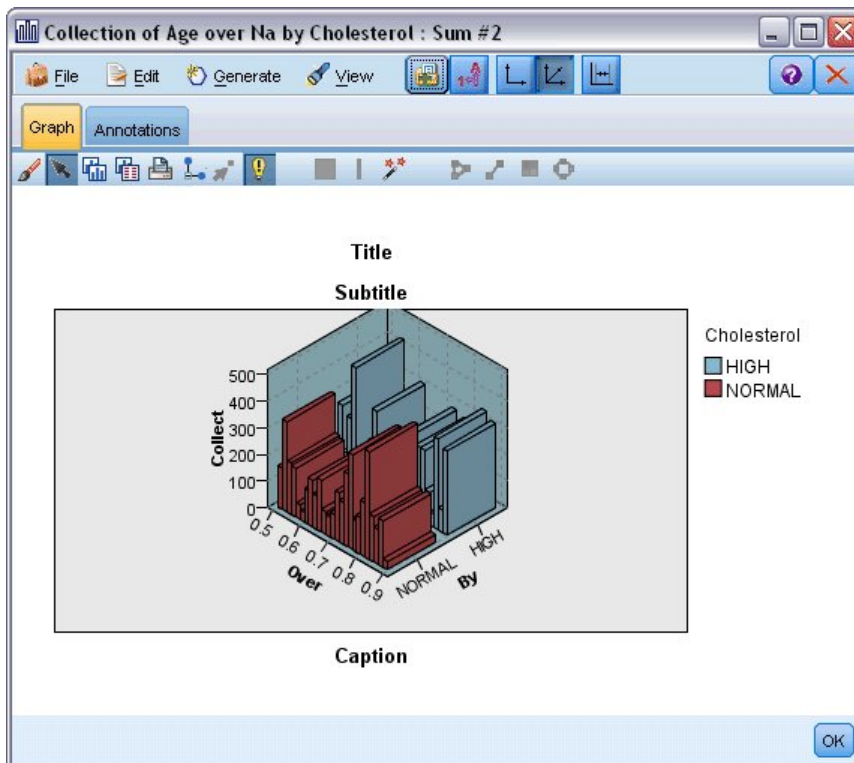 Collection of Age over Na by Cholesterol : Sum #2
File Edit Generate View
Graph Annotations
Title
Subtitle
Cholesterol
HIGH
NORMAL
500
400
300
200
100
0
Collect
0.5 0.6 0.7 0.8 0.9
Over
NORMAL HIGH
By
Caption
OK